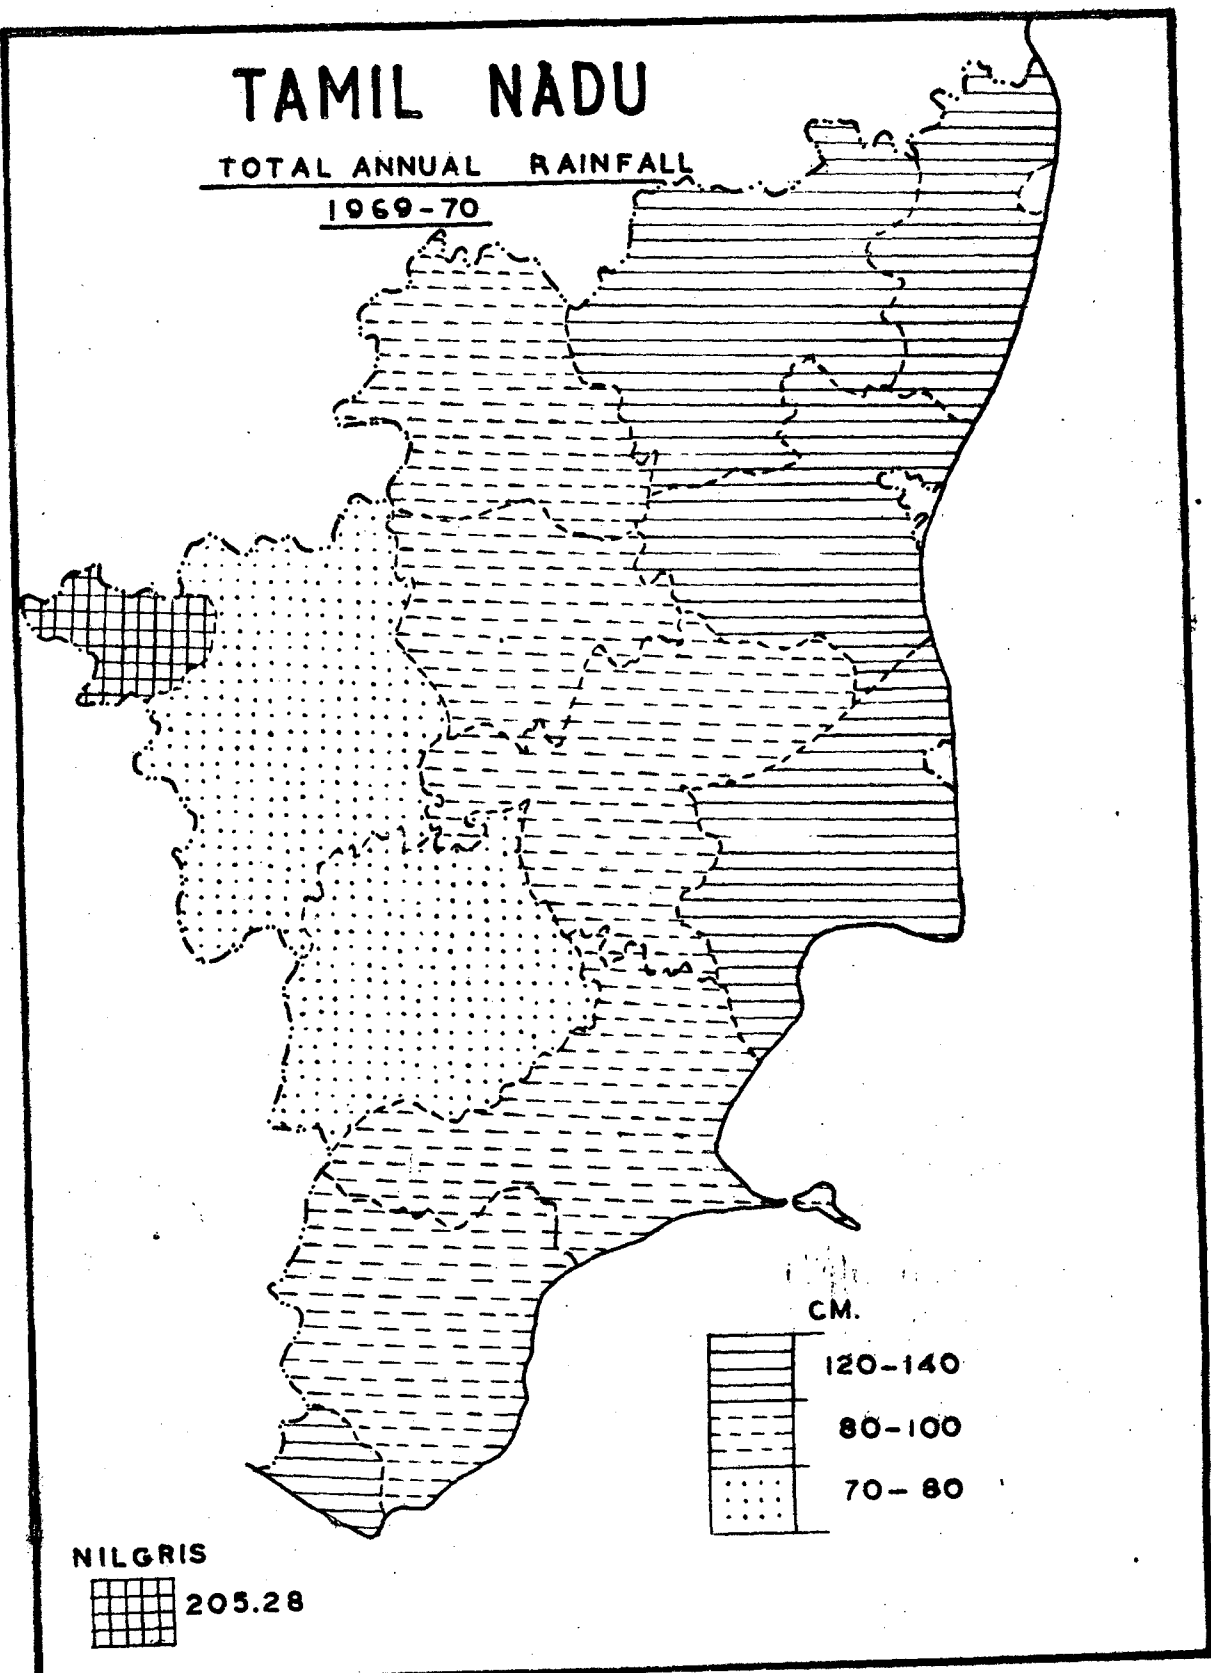 TAMIL NADU
TOTAL ANNUAL RAINFALL
1969-70
CM.
120-140
80-100
70-80
NILGRIS
205.28